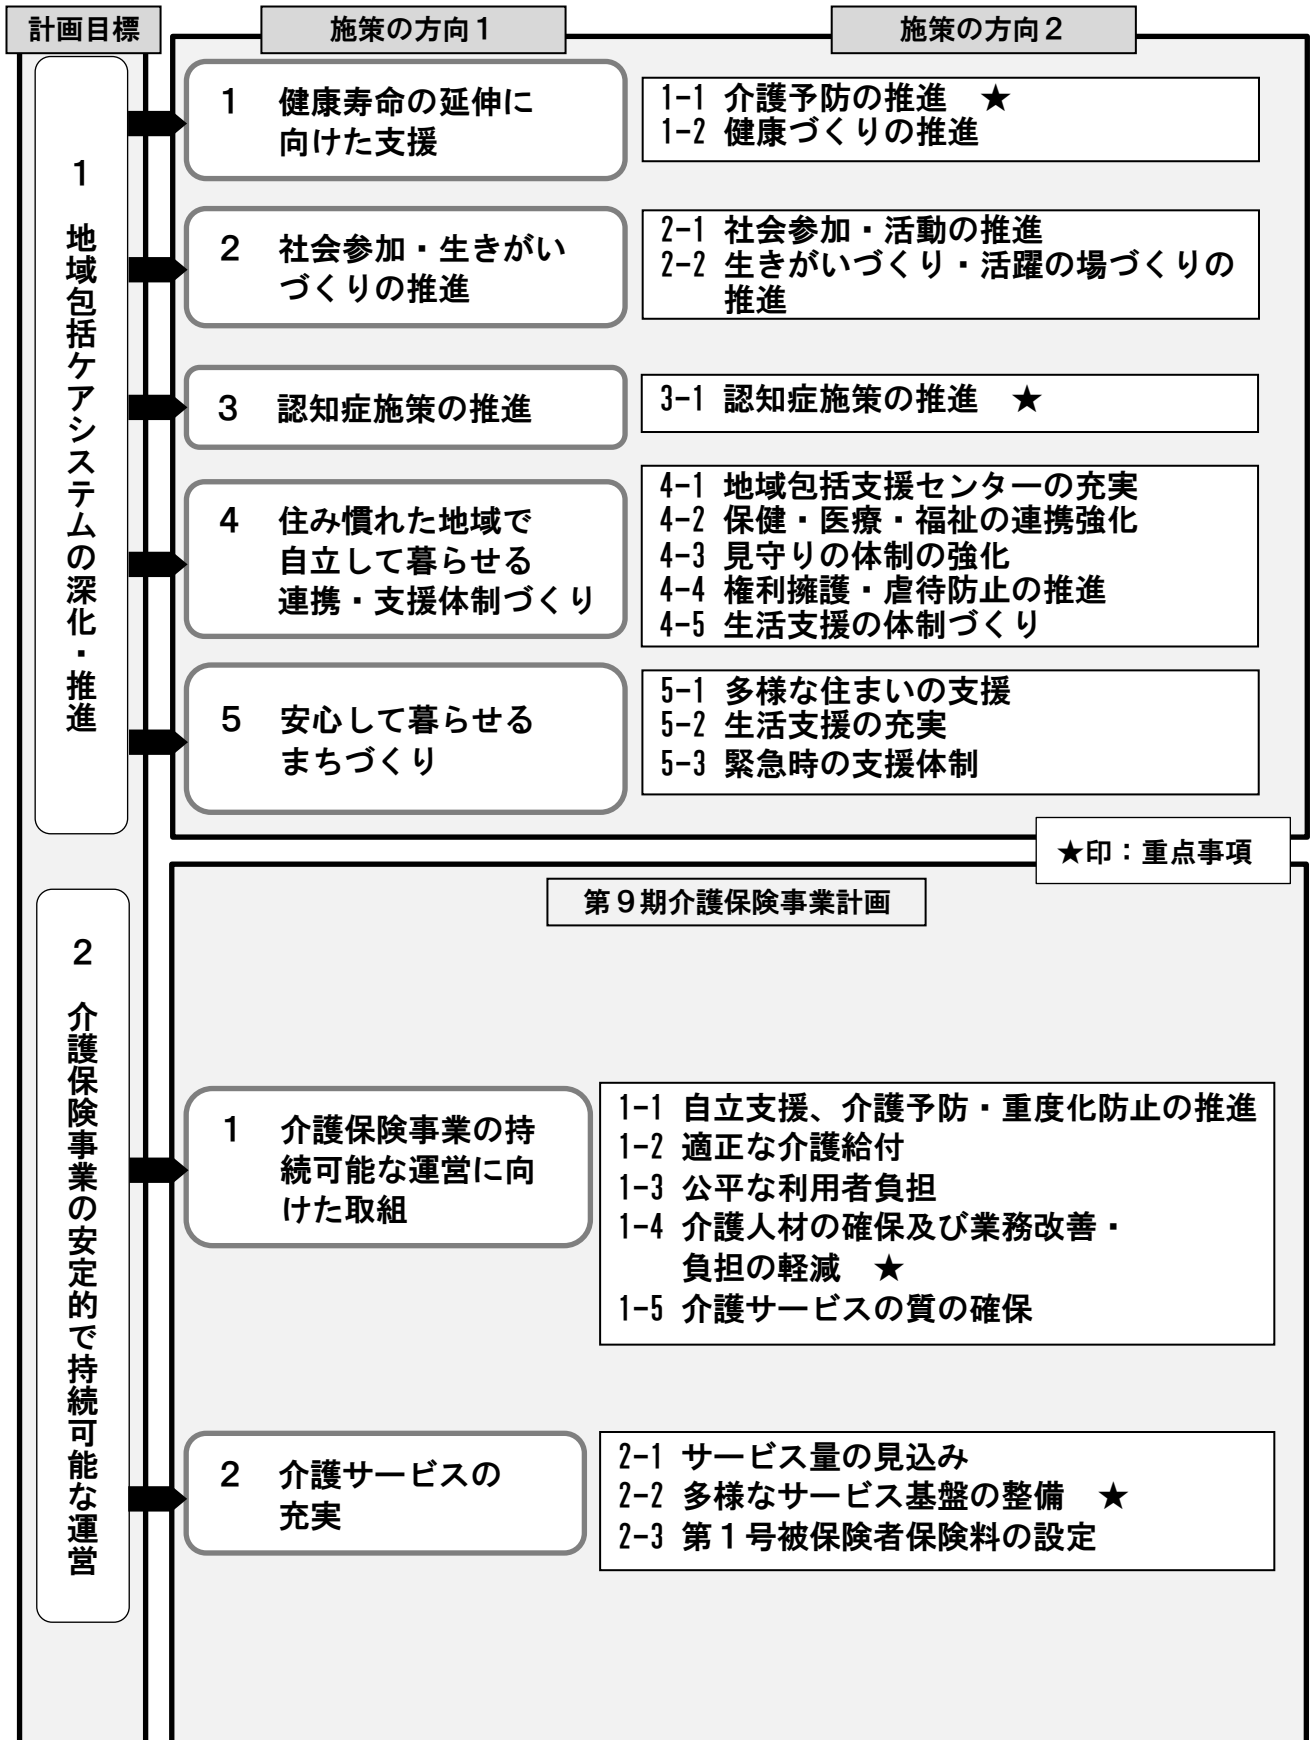 計画目標
施策の方向１
施策の方向２
１　地域包括ケアシステムの深化・推進
１　健康寿命の延伸に
向けた支援
1-1 介護予防の推進　★
1-2 健康づくりの推進
２　社会参加・生きがい
づくりの推進
2-1 社会参加・活動の推進
2-2 生きがいづくり・活躍の場づくりの
推進
３　認知症施策の推進
3-1 認知症施策の推進　★
４　住み慣れた地域で
自立して暮らせる
連携・支援体制づくり
4-1 地域包括支援センターの充実
4-2 保健・医療・福祉の連携強化
4-3 見守りの体制の強化
4-4 権利擁護・虐待防止の推進
4-5 生活支援の体制づくり
５　安心して暮らせる
まちづくり
5-1 多様な住まいの支援
5-2 生活支援の充実
5-3 緊急時の支援体制
★印：重点事項
第９期介護保険事業計画
２　介護保険事業の安定的で持続可能な運営
１　介護保険事業の持
続可能な運営に向
けた取組
1-1 自立支援、介護予防・重度化防止の推進
1-2 適正な介護給付
1-3 公平な利用者負担
1-4 介護人材の確保及び業務改善・
負担の軽減　★
1-5 介護サービスの質の確保
２　介護サービスの
充実
2-1 サービス量の見込み
2-2 多様なサービス基盤の整備　★
2-3 第１号被保険者保険料の設定